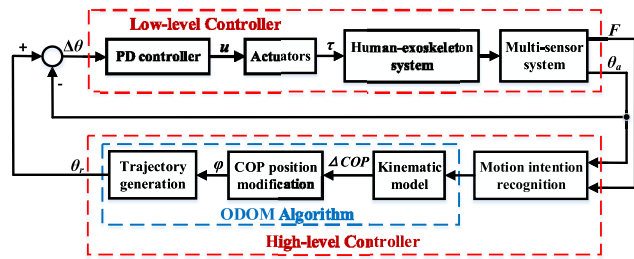 Low-level Controller
F
+
Δθ
PD controller
u
Actuators
τ
Human-exoskeleton
system
Multi-sensor
system
θa
-
θr
Trajectory
generation
φ
COP position
modification
ΔCOP
Kinematic
model
Motion intention
recognition
ODOM Algorithm
High-level Controller